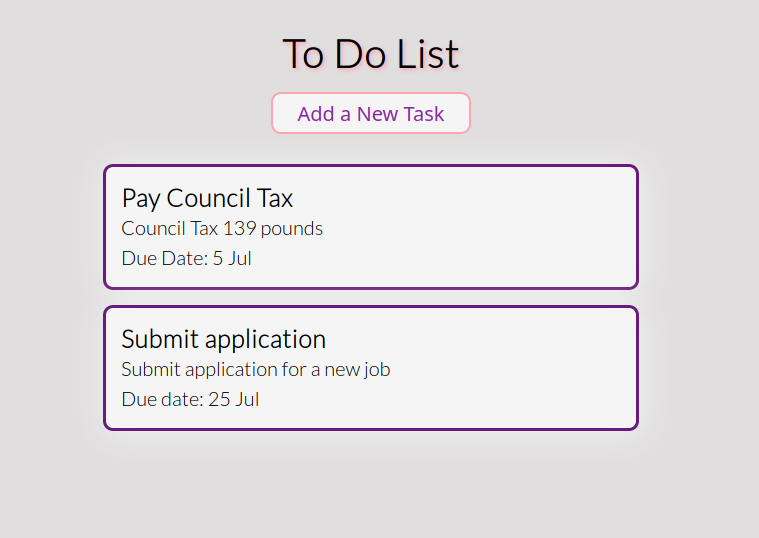 To Do List
Add a New Task
Pay Council Tax
Council Tax 139 pounds
Due Date: 5 Jul
Submit application
Submit application for a new job
Due date: 25 Jul